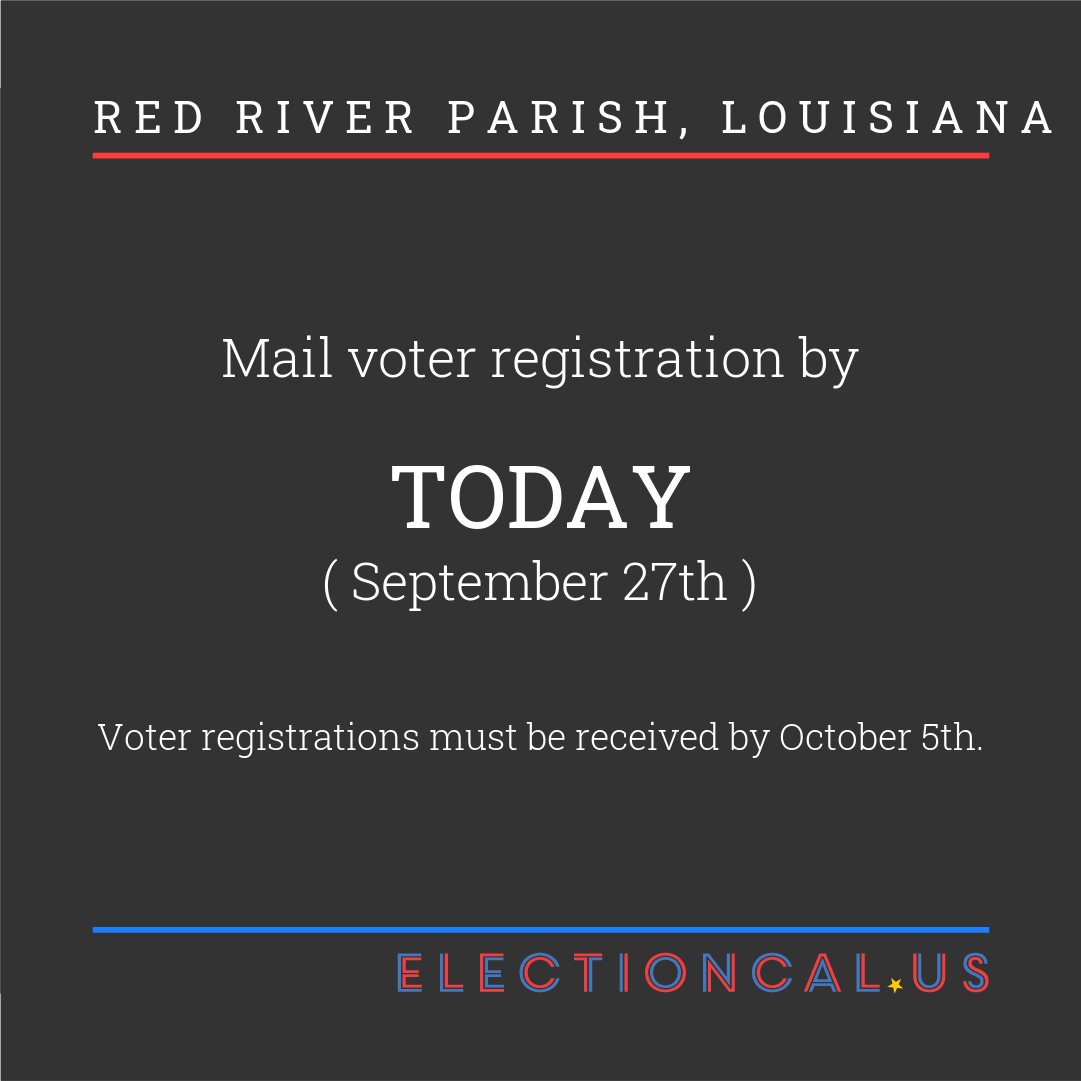 RED RIVER PARISH, LOUISIANA
Mail voter registration by
TODAY
( September 27th )
Voter registrations must be received by October 5th.
ELECTIONCAL.US